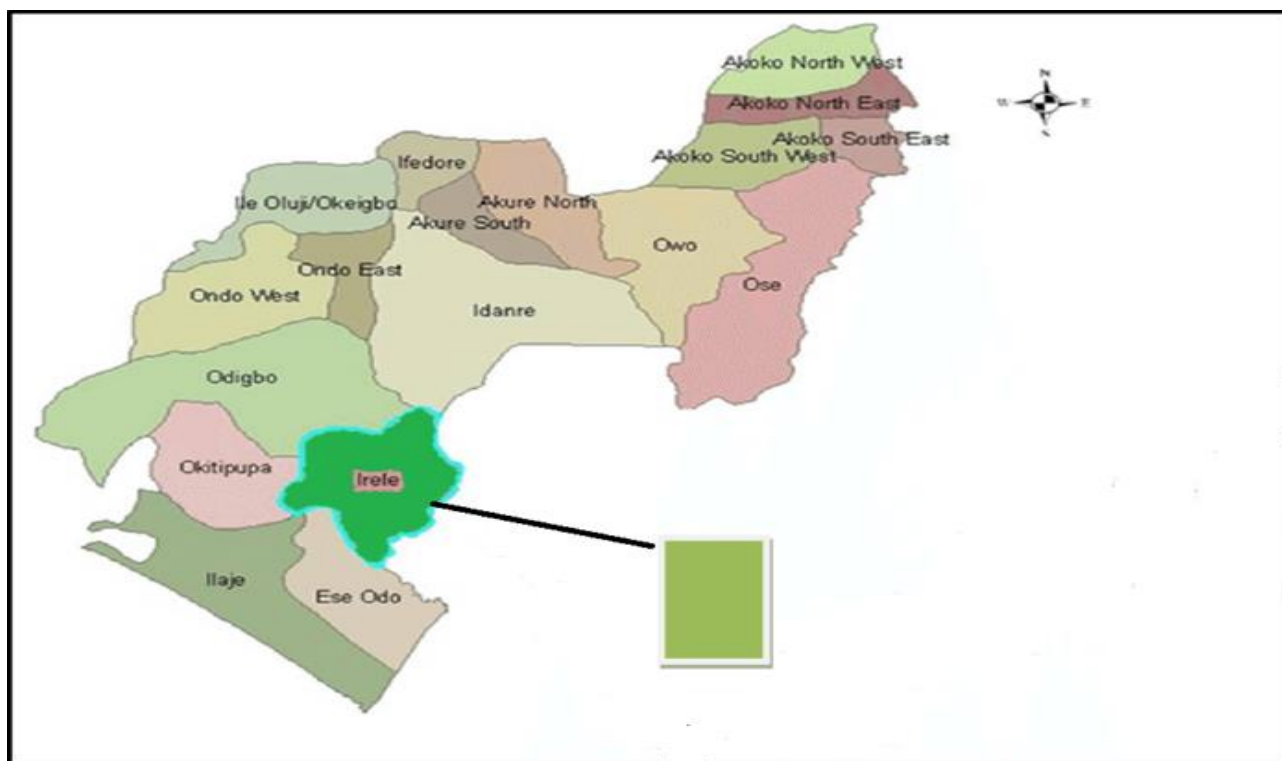 Akoko North West
N
W
E
S
Akoko North East
Akoko South East
Akoko South West
Ifedore
Ile Oluji/Okeigbo
Akure North
Akure South
Owo
Ondo East
Ose
Ondo West
Idanre
Odigbo
Okitipupa
Irele
Ilaje
Ese Odo